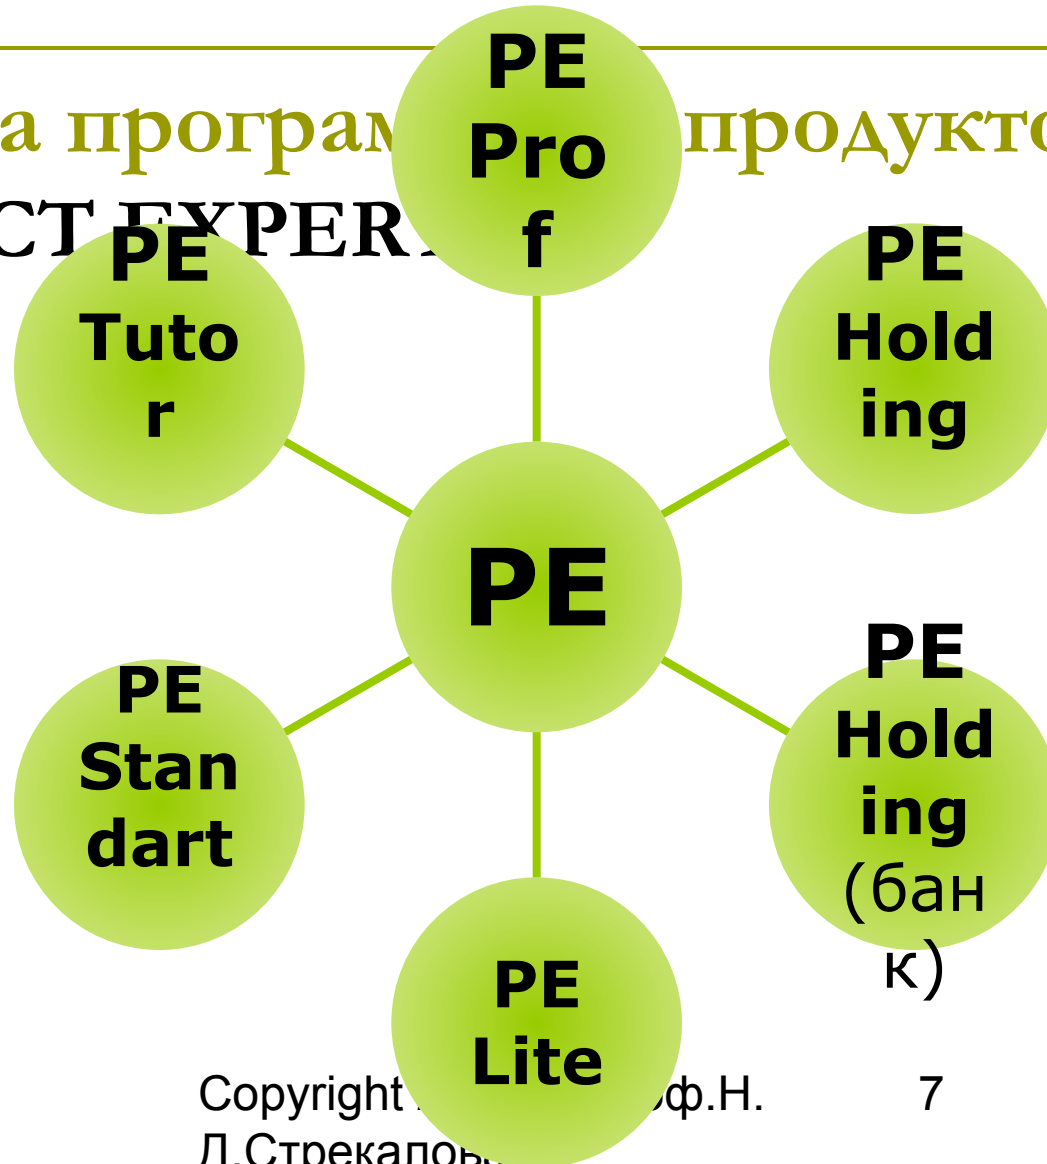 PE
Pro
f
а програм продукто
CT EXPER
PE
Tuto
r
PE
Hold
ing
PE
PE
Stan
dart
PE
Hold
ing
(бан
к)
PE
Lite
Copyright ф.Н.
Д.Стрекалов
7